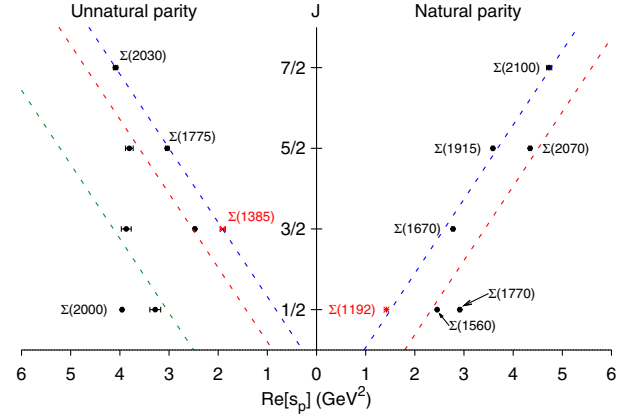 Unnatural parity J Natural parity
Σ(2030)
7/2
Σ(2100)
Σ(1775)
5/2
Σ(1915)
Σ(2070)
Σ(1385)
3/2
Σ(1670)
Σ(2000)
1/2
Σ(1192)
Σ(1770)
Σ(1560)
6 5 4 3 2 1 0 1 2 3 4 5 6
Re[sₚ] (GeV²)